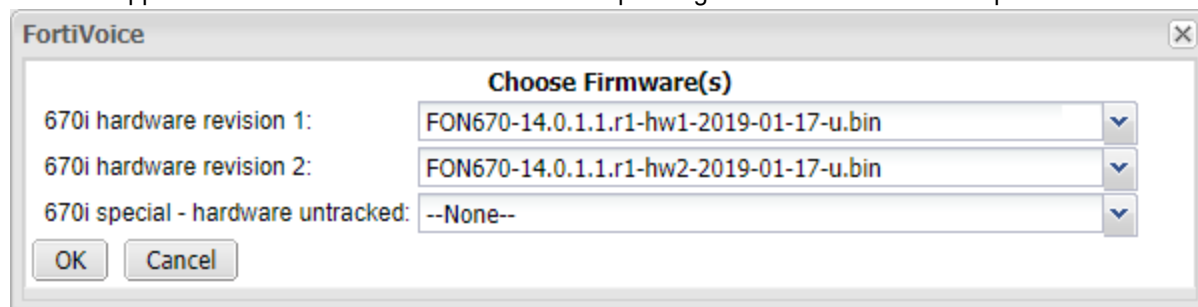 FortiVoice
Choose Firmware(s)
670i hardware revision 1: FON670-14.0.1.1.r1-hw1-2019-01-17-u.bin
670i hardware revision 2: FON670-14.0.1.1.r1-hw2-2019-01-17-u.bin
670i special - hardware untracked: --None--
OK Cancel